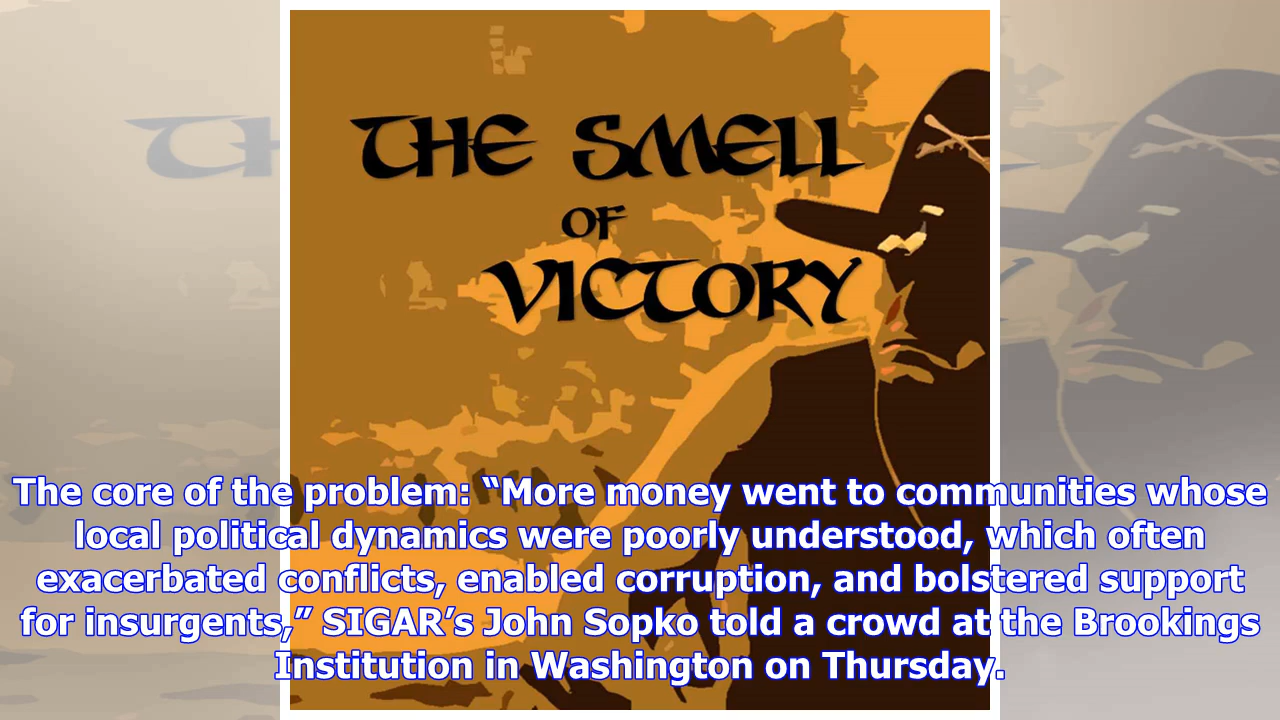 THE SMELL
OF
VICTORY
The core of the problem: “More money went to communities whose
local political dynamics were poorly understood, which often
exacerbated conflicts, enabled corruption, and bolstered support
for insurgents,” SIGAR’s John Sopko told a crowd at the Brookings
Institution in Washington on Thursday.